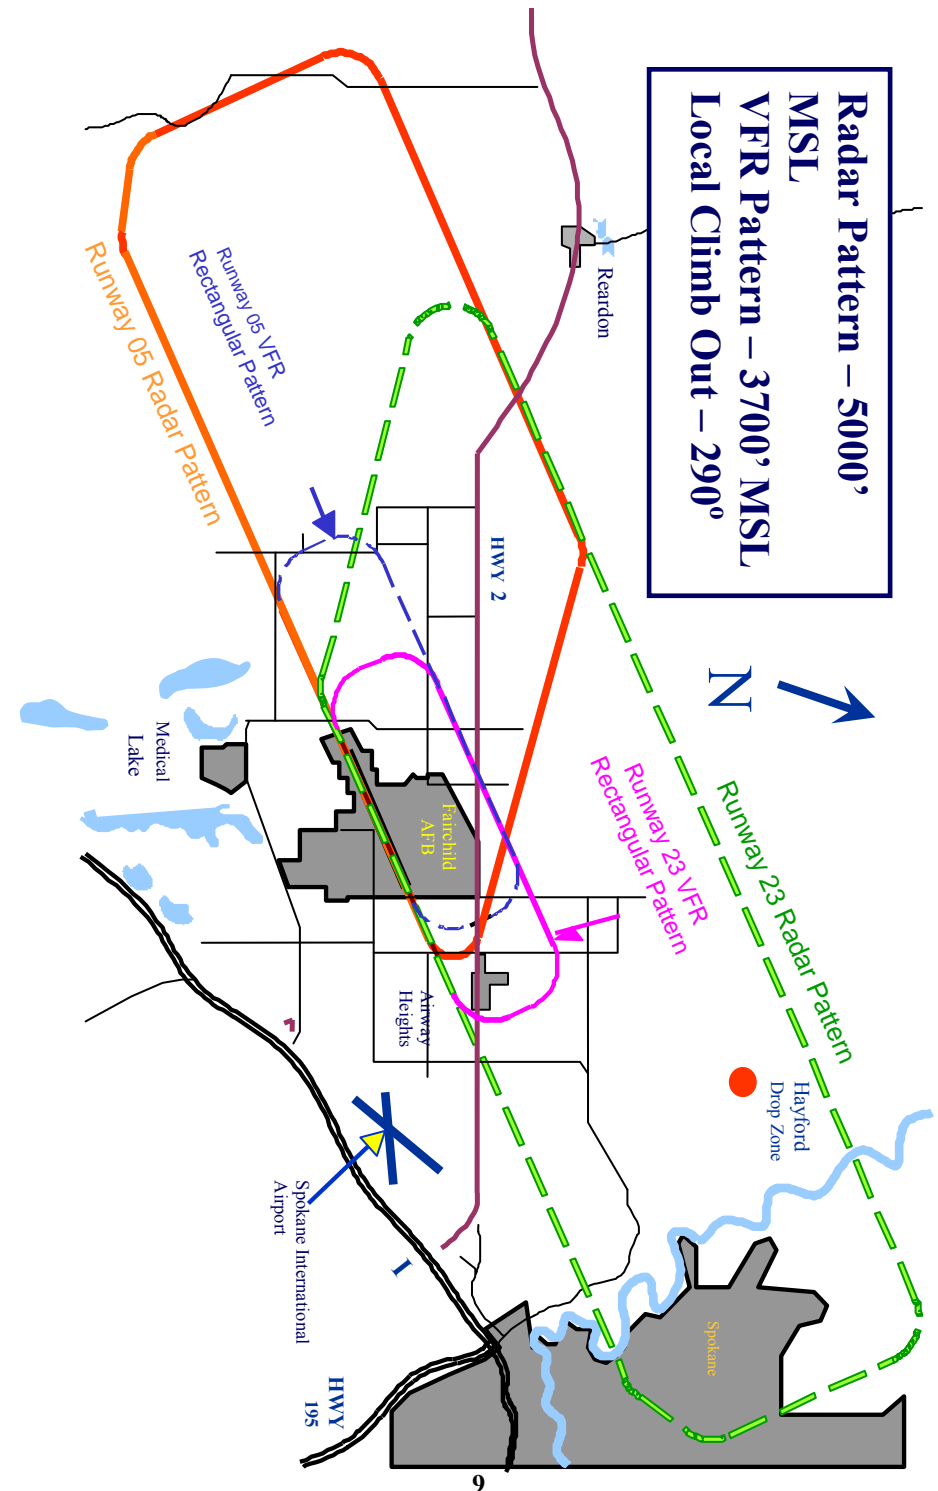 Radar Pattern – 5000’
MSL
VFR Pattern – 3700’ MSL
Local Climb Out – 290º
Reardon
Runway 05 VFR
Rectangular Pattern
Runway 05 Radar Pattern
HWY 2
N
Runway 23 Radar Pattern
Runway 23 VFR
Rectangular Pattern
Medical
Lake
Fairchild
AFB
Airway
Heights
Hayford
Drop Zone
Spokane International
Airport
I
Spokane
HWY
195
9